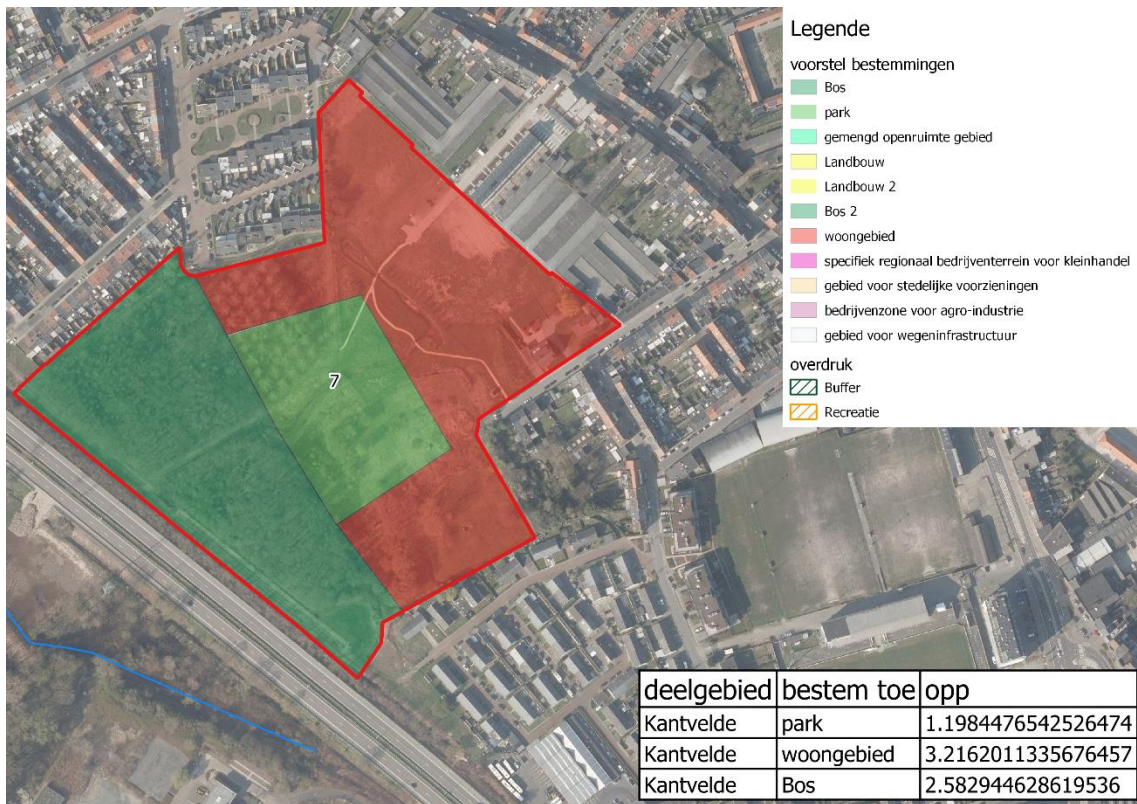 Legende
voorstel bestemmingen
Bos
park
gemengd openruimte gebied
Landbouw
Landbouw 2
Bos 2
woongebied
specifiek regionaal bedrijventerrein voor kleinhandel
gebied voor stedelijke voorzieningen
bedrijvenzone voor agro-industrie
gebied voor wegeninfrastructuur
overdruk
Buffer
Recreatie
7
deelgebied bestem toe opp
Kantvelde park 1.1984476542526474
Kantvelde woongebied 3.2162011335676457
Kantvelde Bos 2.582944628619536